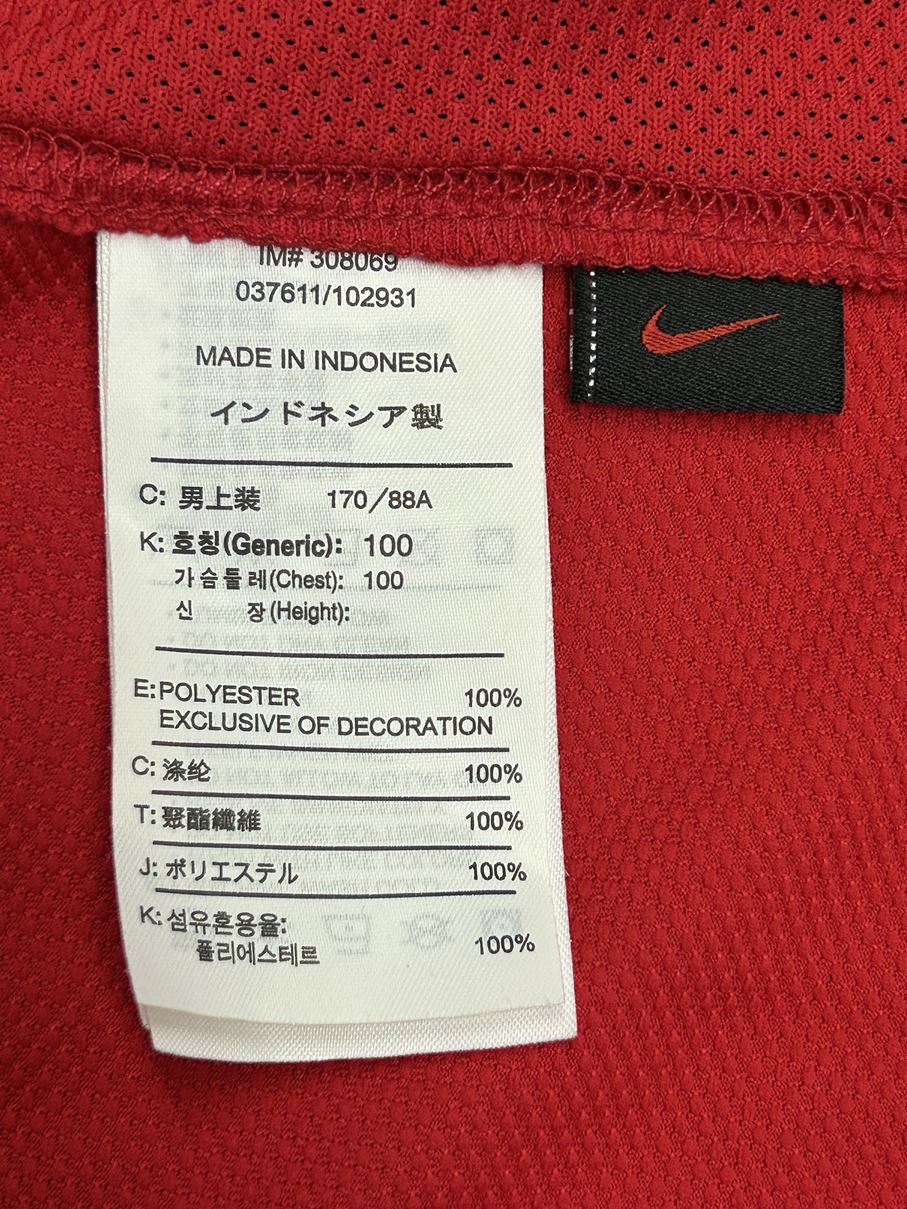 IM# 308069
037611/102931
MADE IN INDONESIA
インドネシア製
C: 男上装 170/88A
K: 호칭(Generic): 100
가슴둘레(Chest): 100
신 장(Height):
E: POLYESTER 100%
EXCLUSIVE OF DECORATION
C: 涤纶 100%
T: 聚酯纖維 100%
J: ポリエステル 100%
K: 섬유혼용율:
폴리에스테르 100%